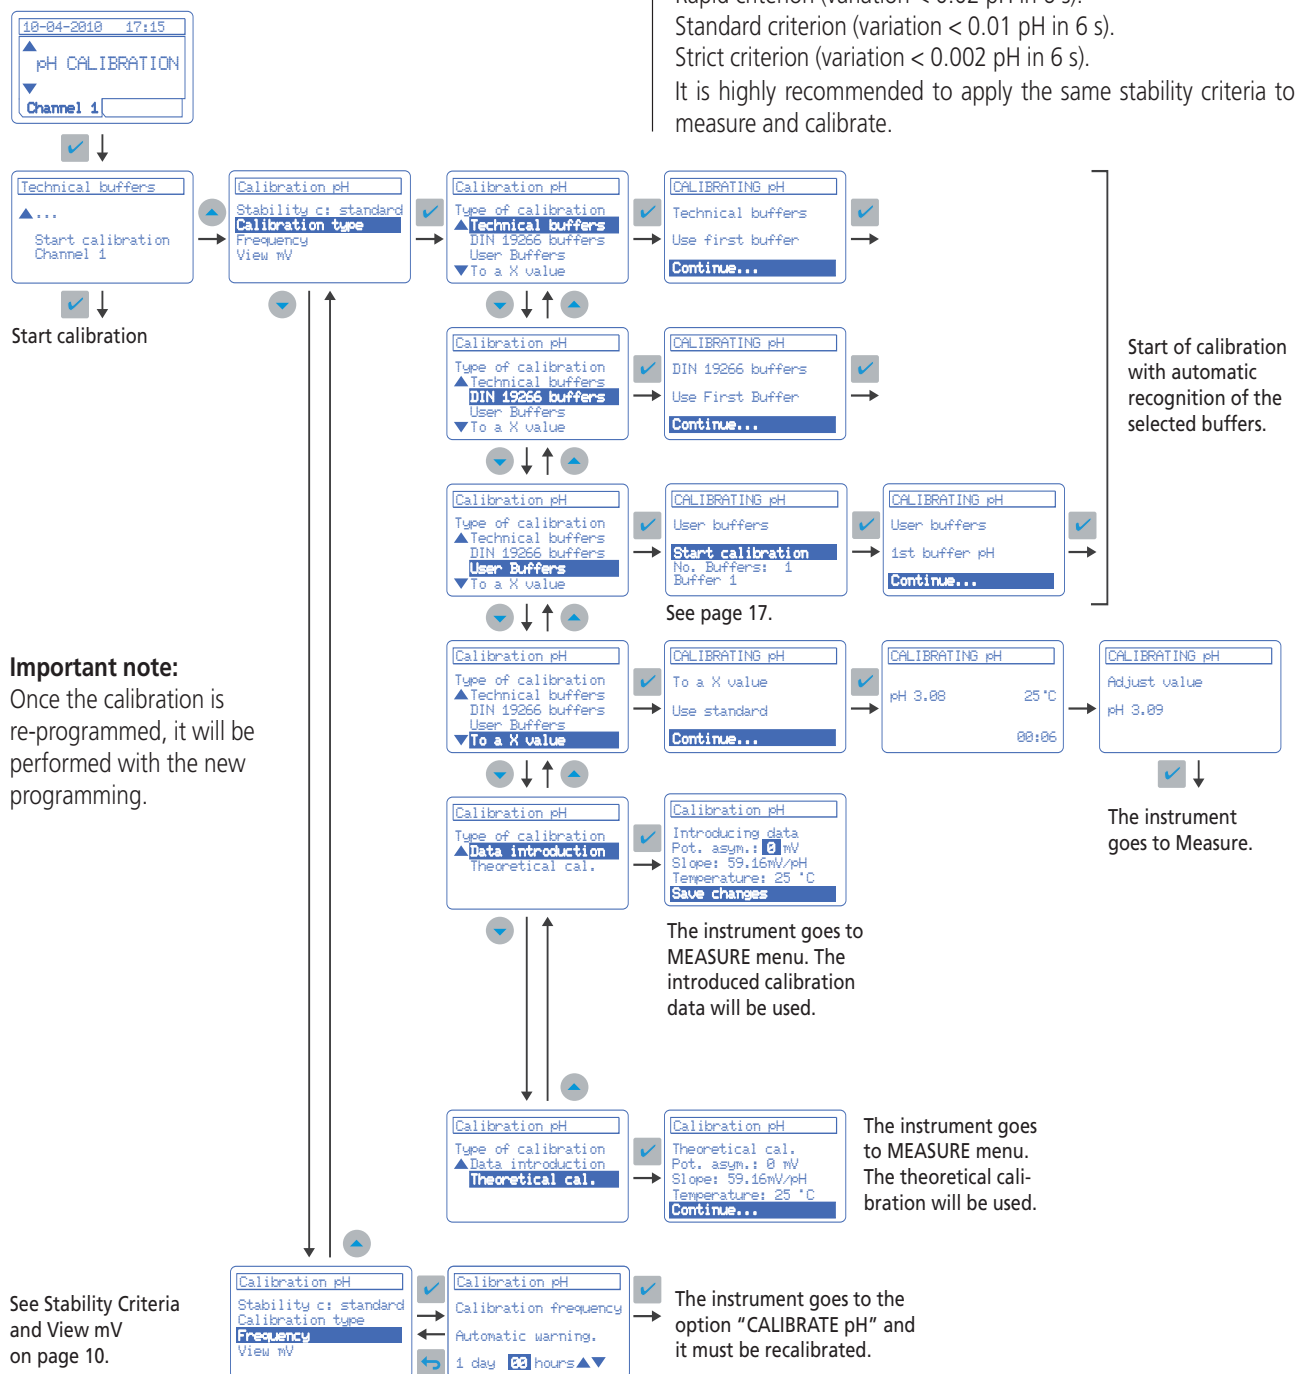 Rapid criterion (variation < 0.02 pH in 6 s).
Standard criterion (variation < 0.01 pH in 6 s).
Strict criterion (variation < 0.002 pH in 6 s).
It is highly recommended to apply the same stability criteria to
measure and calibrate.
10-04-2010 17:15
pH CALIBRATION
Channel 1
Technical buffers
...
Start calibration
Channel 1
Start calibration
Calibration pH
Stability c: standard
Calibration type
Frequency
View mV
Calibration pH
Type of calibration
Technical buffers
DIN 19266 buffers
User Buffers
To a X value
CALIBRATING pH
Technical buffers
Use first buffer
Continue...
Calibration pH
Type of calibration
Technical buffers
DIN 19266 buffers
User Buffers
To a X value
CALIBRATING pH
DIN 19266 buffers
Use First Buffer
Continue...
Start of calibration
with automatic
recognition of the
selected buffers.
Calibration pH
Type of calibration
Technical buffers
DIN 19266 buffers
User Buffers
To a X value
CALIBRATING pH
User buffers
Start calibration
No. Buffers: 1
Buffer 1
See page 17.
CALIBRATING pH
User buffers
1st buffer pH
Continue...
Important note:
Once the calibration is
re-programmed, it will be
performed with the new
programming.
Calibration pH
Type of calibration
Technical buffers
DIN 19266 buffers
User Buffers
To a X value
CALIBRATING pH
To a X value
Use standard
Continue...
CALIBRATING pH
pH 3.08 25°C
00:06
CALIBRATING pH
Adjust value
pH 3.09
The instrument
goes to Measure.
Calibration pH
Type of calibration
Data introduction
Theoretical cal.
Calibration pH
Introducing data
Pot. asym.: 0 mV
Slope: 59.16mV/pH
Temperature: 25 °C
Save changes
The instrument goes to
MEASURE menu. The
introduced calibration
data will be used.
Calibration pH
Type of calibration
Data introduction
Theoretical cal.
Calibration pH
Theoretical cal.
Pot. asym.: 0 mV
Slope: 59.16mV/pH
Temperature: 25 °C
Continue...
The instrument goes
to MEASURE menu.
The theoretical cali-
bration will be used.
See Stability Criteria
and View mV
on page 10.
Calibration pH
Stability c: standard
Calibration type
Frequency
View mV
Calibration pH
Calibration frequency
Automatic warning.
1 day 00 hours
The instrument goes to the
option "CALIBRATE pH" and
it must be recalibrated.